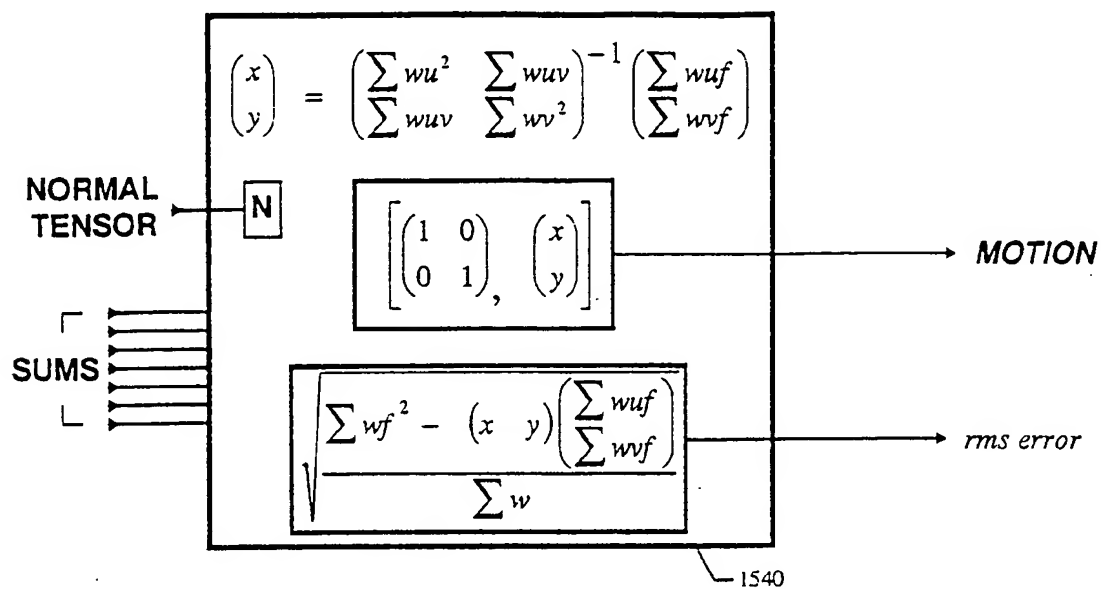 (x y) = (∑wu² ∑wuv ∑wuv ∑wv²)⁻¹ (∑wuf ∑wvf)
NORMAL
TENSOR
N
[(1 0 0 1), (x y)]
MOTION
SUMS
√((∑wf² - (x y)(∑wuf ∑wvf)) / ∑w)
rms error
1540